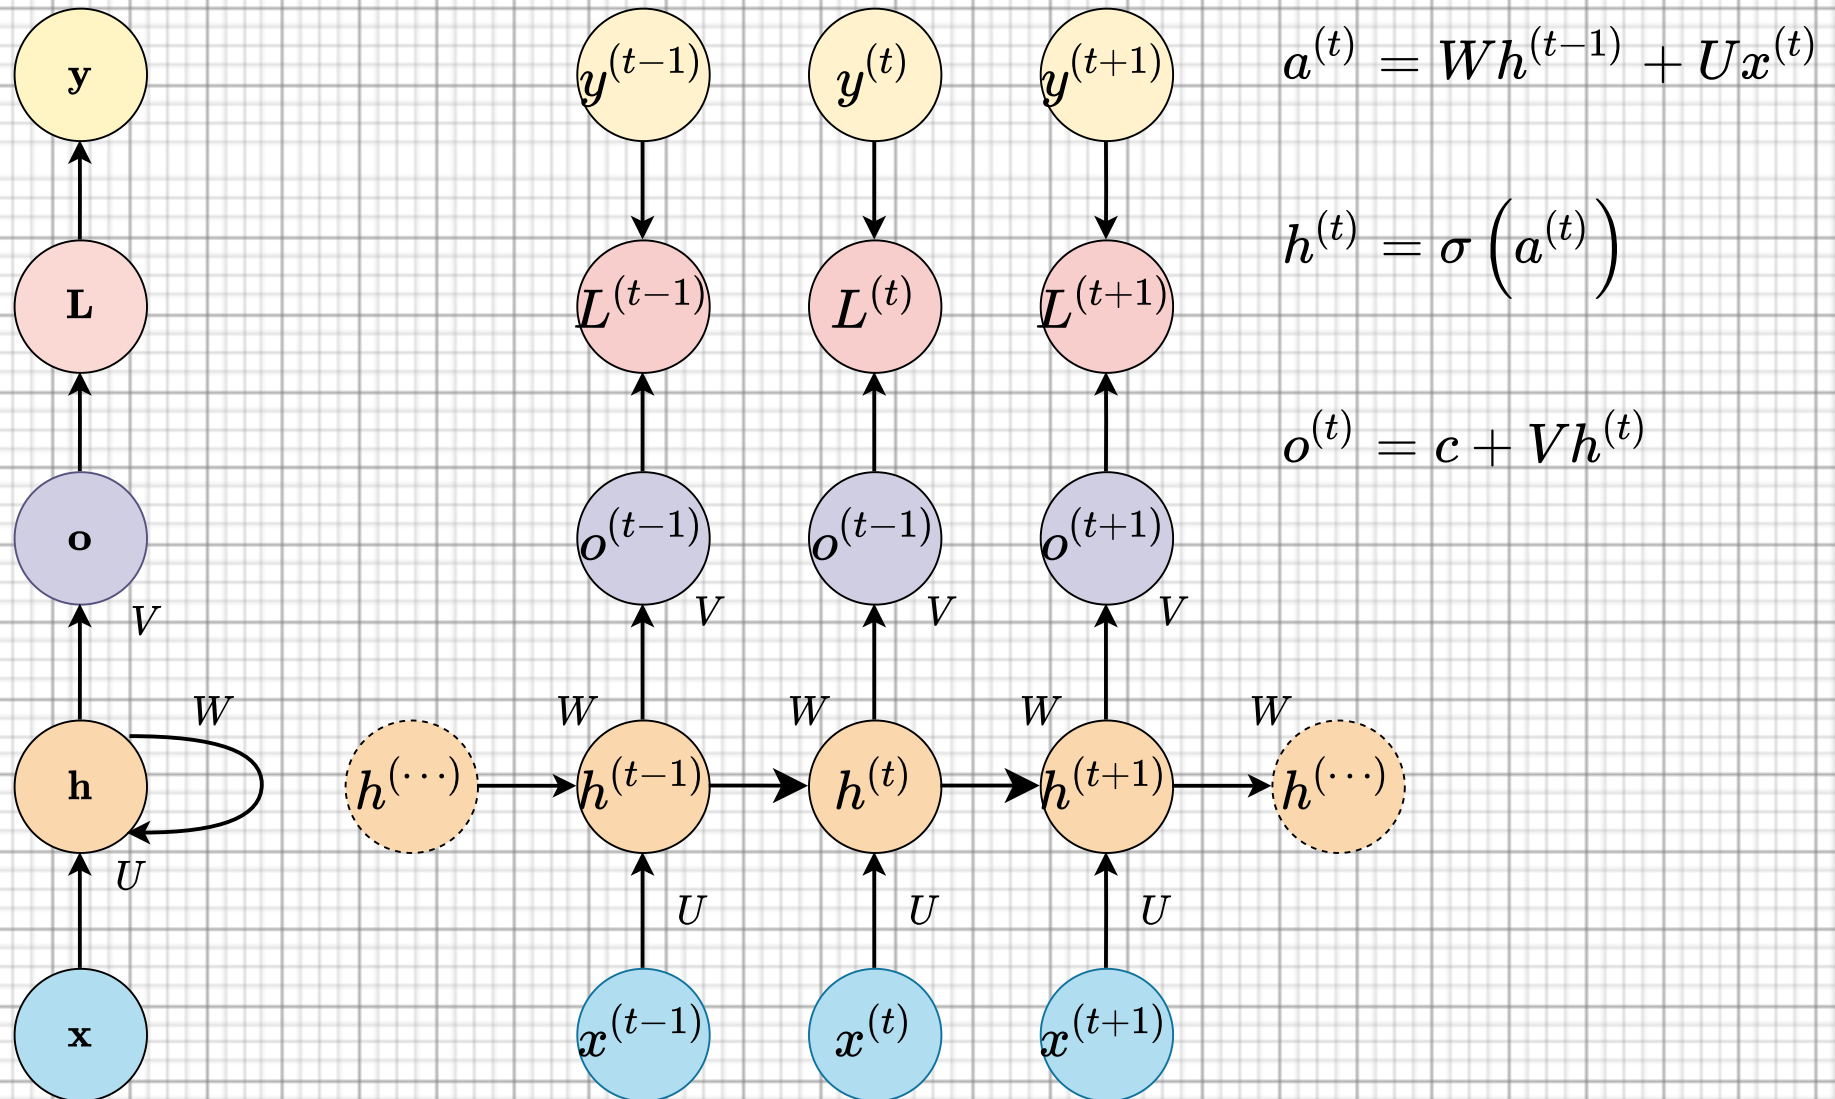 y y^{(t-1)} y^{(t)} y^{(t+1)} a^{(t)} = Wh^{(t-1)} + Ux^{(t)}
h^{(t)} = σ(a^{(t)})
L L^{(t-1)} L^{(t)} L^{(t+1)}
o^{(t)} = c + Vh^{(t)}
o o^{(t-1)} o^{(t-1)} o^{(t+1)}
V V V V
W W W W W
h h^{(⋯)} h^{(t-1)} h^{(t)} h^{(t+1)} h^{(⋯)}
U U U U
x x^{(t-1)} x^{(t)} x^{(t+1)}